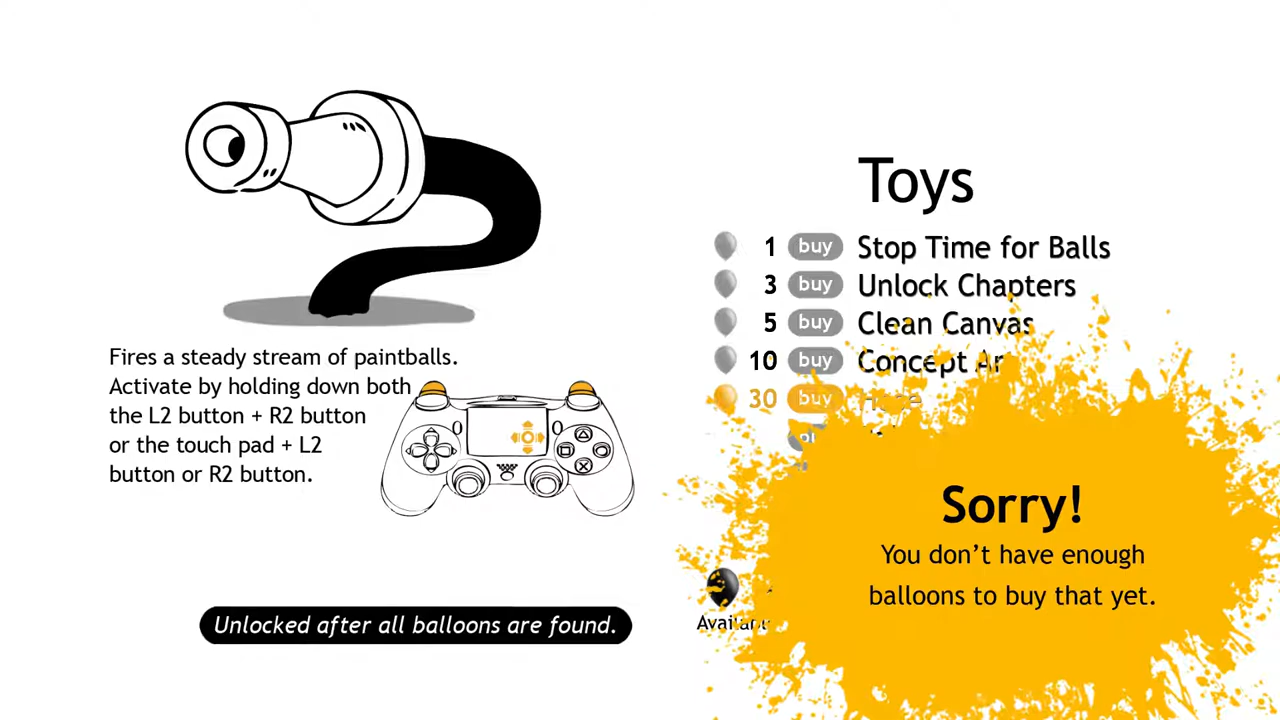 Toys
1 buy Stop Time for Balls
3 buy Unlock Chapters
5 buy Clean Canvas
10 buy Concept
30 buy
Fires a steady stream of paintballs.
Activate by holding down both
the L2 button + R2 button
or the touch pad + L2
button or R2 button.
Unlocked after all balloons are found.
Sorry!
You don't have enough
balloons to buy that yet.